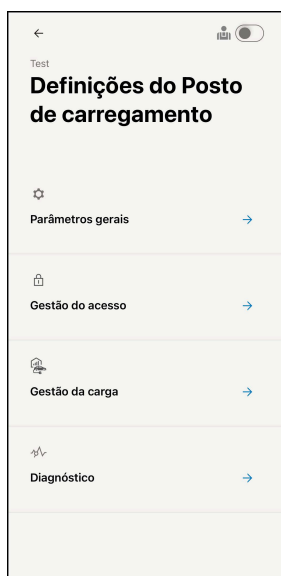 Test
Definições do Posto
de carregamento
Parâmetros gerais
Gestão do acesso
Gestão da carga
Diagnóstico